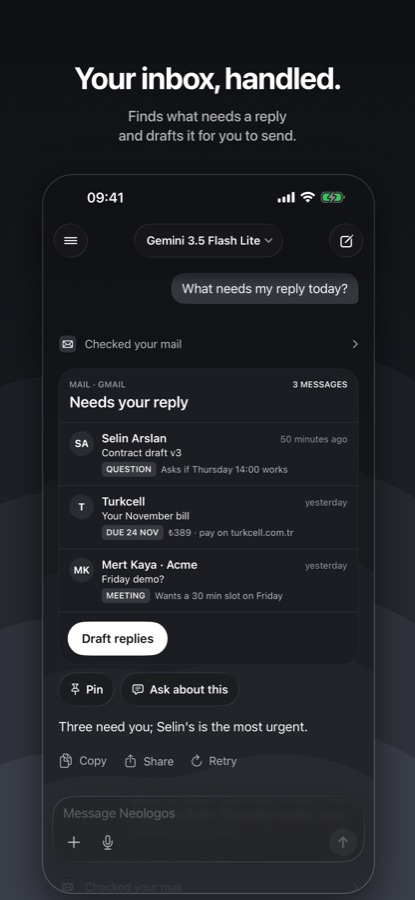 Your inbox, handled.
Finds what needs a reply
and drafts it for you to send.
09:41
Gemini 3.5 Flash Lite
What needs my reply today?
Checked your mail
MAIL · GMAIL
3 MESSAGES
Needs your reply
SA
Selin Arslan
50 minutes ago
Contract draft v3
QUESTION Asks if Thursday 14:00 works
T
Turkcell
yesterday
Your November bill
DUE 24 NOV ₺389 · pay on turkcell.com.tr
MK
Mert Kaya · Acme
yesterday
Friday demo?
MEETING Wants a 30 min slot on Friday
Draft replies
Pin
Ask about this
Three need you; Selin's is the most urgent.
Copy
Share
Retry
Message Neologos
Checked your mail